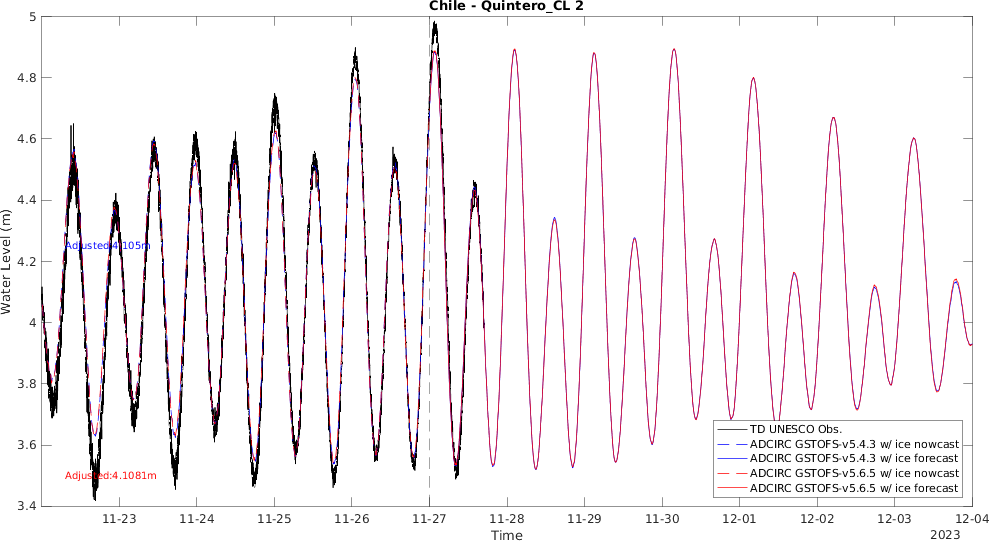 Chile - Quintero_CL 2
Water Level (m)
5
4.8
4.6
4.4
4.2
4
3.8
3.6
3.4
Adjusted:4.105m
Adjusted:4.1081m
TD UNESCO Obs.
ADCIRC GSTOFS-v5.4.3 w/ ice nowcast
ADCIRC GSTOFS-v5.4.3 w/ ice forecast
ADCIRC GSTOFS-v5.6.5 w/ ice nowcast
ADCIRC GSTOFS-v5.6.5 w/ ice forecast
11-23 11-24 11-25 11-26 11-27 11-28 11-29 11-30 12-01 12-02 12-03 12-04
Time
2023